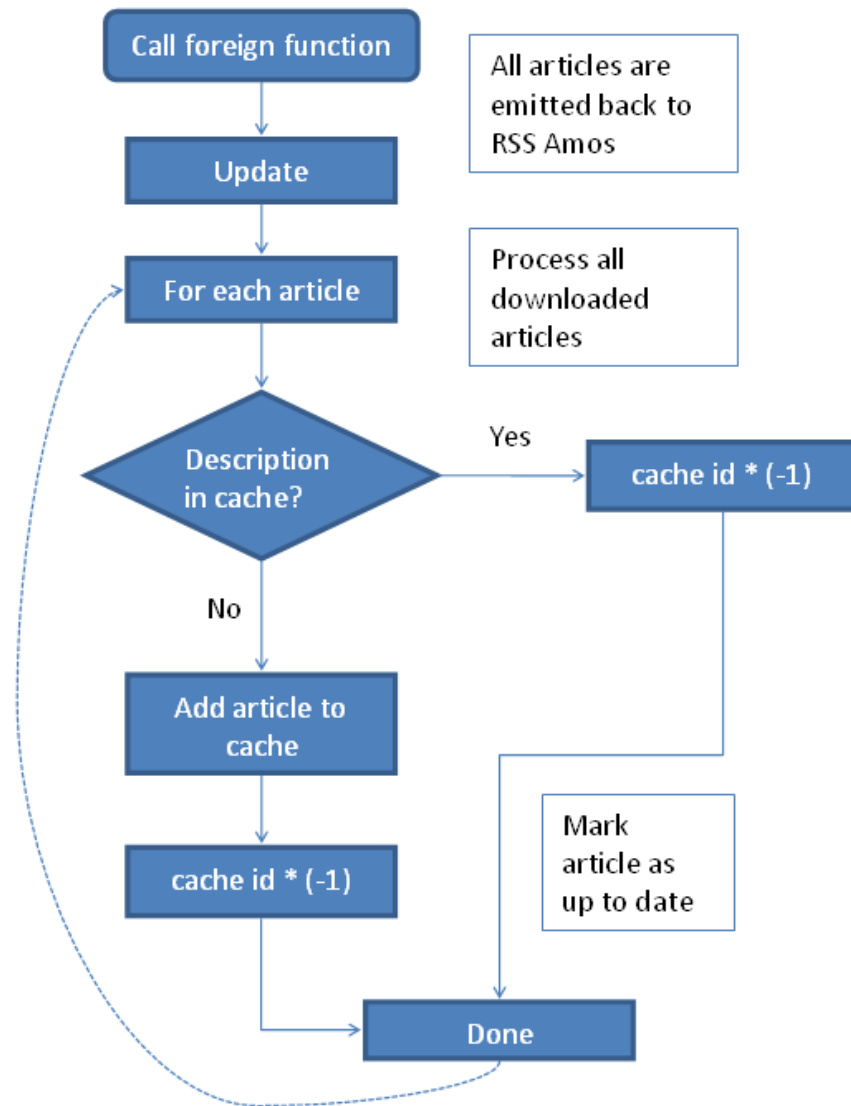 Call foreign function
All articles are
emitted back to
RSS Amos
Update
For each article
Process all
downloaded
articles
Description
in cache?
Yes
cache id * (-1)
No
Add article to
cache
cache id * (-1)
Mark
article as
up to date
Done